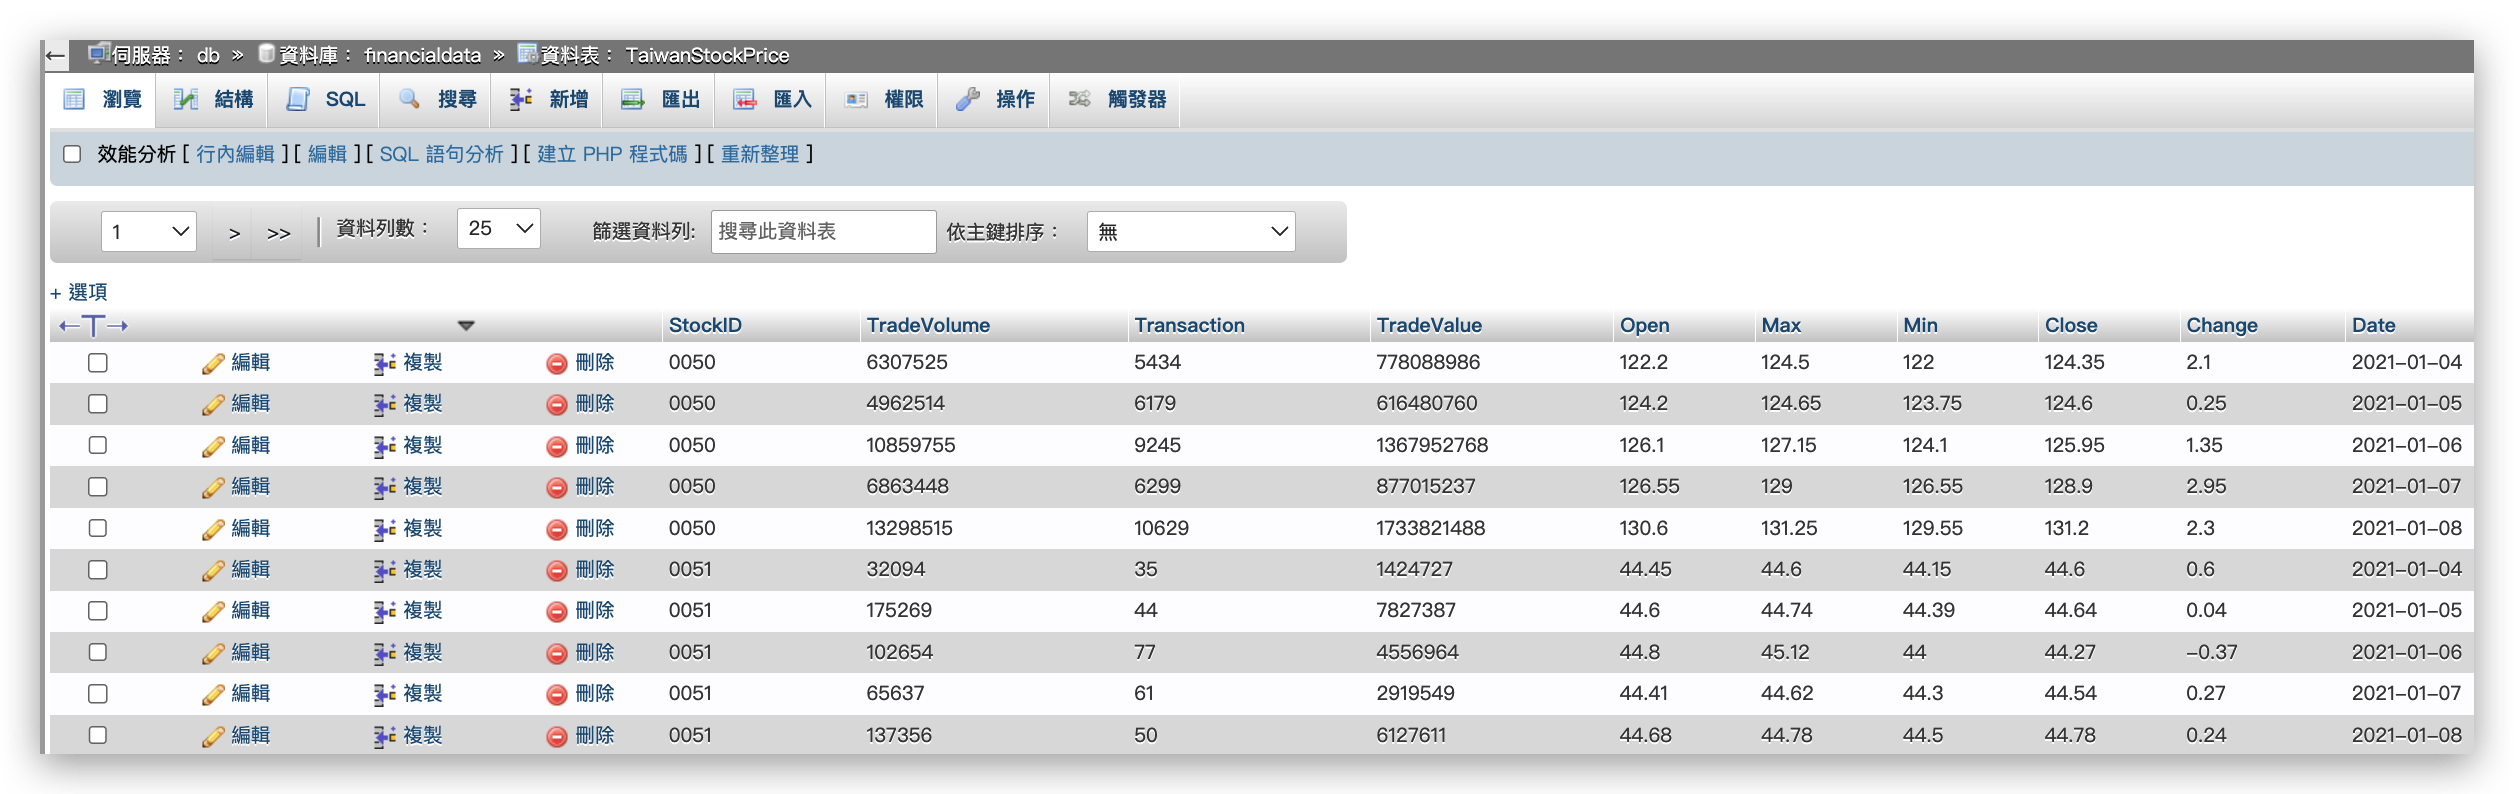 伺服器： db » 資料庫： financialdata » 資料表： TaiwanStockPrice
瀏覽 結構 SQL 搜尋 新增 匯出 匯入 權限 操作 觸發器
效能分析 [ 行內編輯 ] [ 編輯 ] [ SQL 語句分析 ] [ 建立 PHP 程式碼 ] [ 重新整理 ]
1 > >> 資料列數： 25 篩選資料列: 搜尋此資料表 依主鍵排序： 無
+ 選項
←T→ StockID TradeVolume Transaction TradeValue Open Max Min Close Change Date
編輯 複製 刪除 0050 6307525 5434 778088986 122.2 124.5 122 124.35 2.1 2021-01-04
編輯 複製 刪除 0050 4962514 6179 616480760 124.2 124.65 123.75 124.6 0.25 2021-01-05
編輯 複製 刪除 0050 10859755 9245 1367952768 126.1 127.15 124.1 125.95 1.35 2021-01-06
編輯 複製 刪除 0050 6863448 6299 877015237 126.55 129 126.55 128.9 2.95 2021-01-07
編輯 複製 刪除 0050 13298515 10629 1733821488 130.6 131.25 129.55 131.2 2.3 2021-01-08
編輯 複製 刪除 0051 32094 35 1424727 44.45 44.6 44.15 44.6 0.6 2021-01-04
編輯 複製 刪除 0051 175269 44 7827387 44.6 44.74 44.39 44.64 0.04 2021-01-05
編輯 複製 刪除 0051 102654 77 4556964 44.8 45.12 44 44.27 -0.37 2021-01-06
編輯 複製 刪除 0051 65637 61 2919549 44.41 44.62 44.3 44.54 0.27 2021-01-07
編輯 複製 刪除 0051 137356 50 6127611 44.68 44.78 44.5 44.78 0.24 2021-01-08